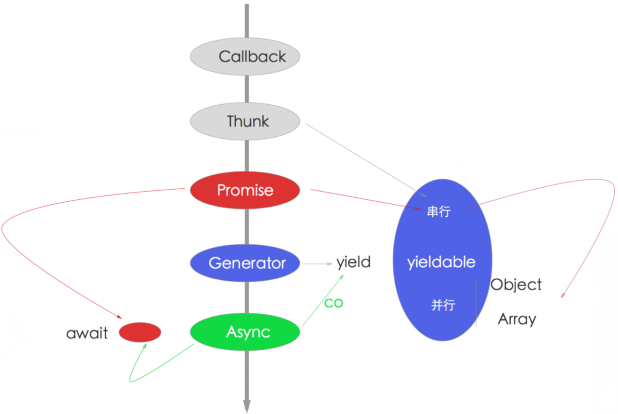 Callback
Thunk
Promise
串行
Generator
yield
yieldable
Object
co
并行
Array
await
Async